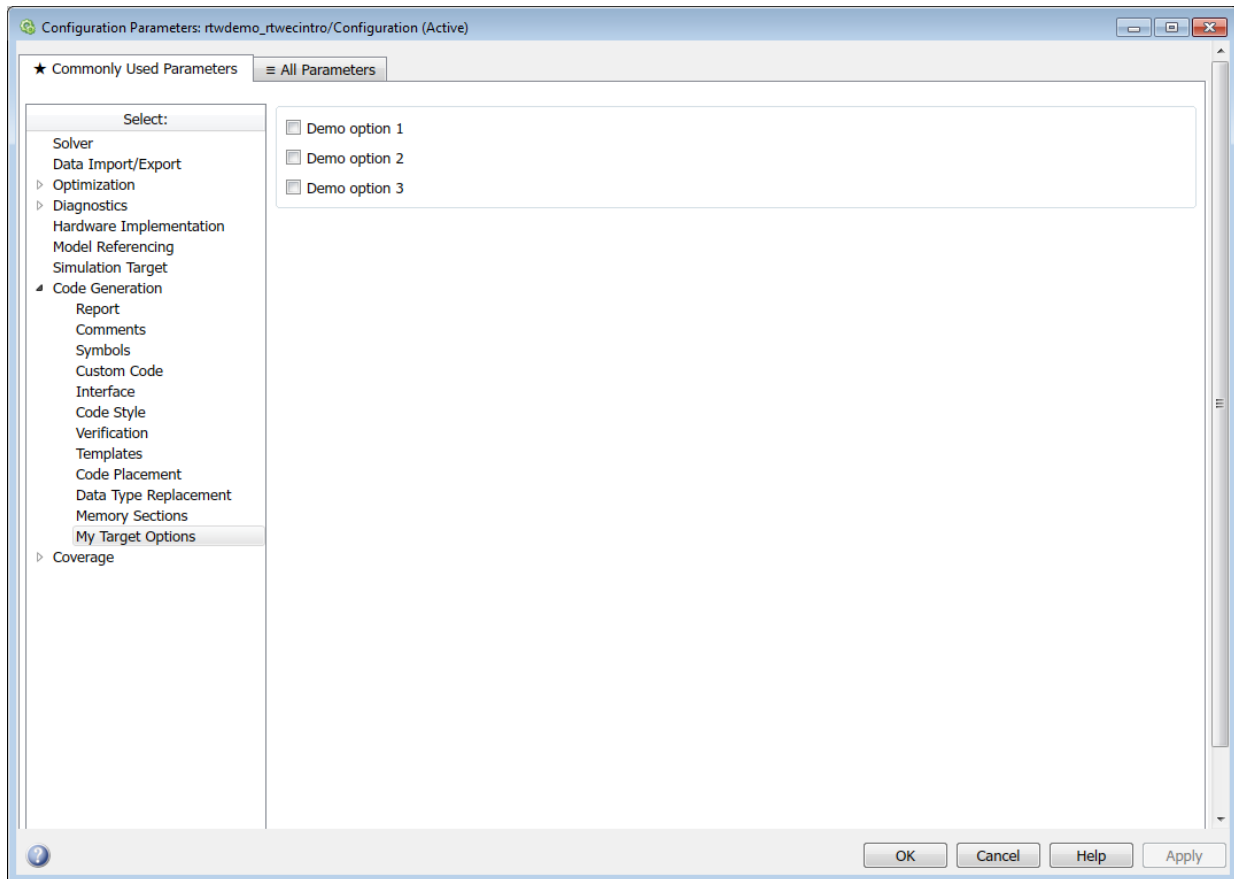 Configuration Parameters: rtwdemo_rtwecintro/Configuration (Active)
★ Commonly Used Parameters
≡ All Parameters
Select:
Solver
Data Import/Export
Optimization
Diagnostics
Hardware Implementation
Model Referencing
Simulation Target
Code Generation
Report
Comments
Symbols
Custom Code
Interface
Code Style
Verification
Templates
Code Placement
Data Type Replacement
Memory Sections
My Target Options
Coverage
Demo option 1
Demo option 2
Demo option 3
?
OK
Cancel
Help
Apply